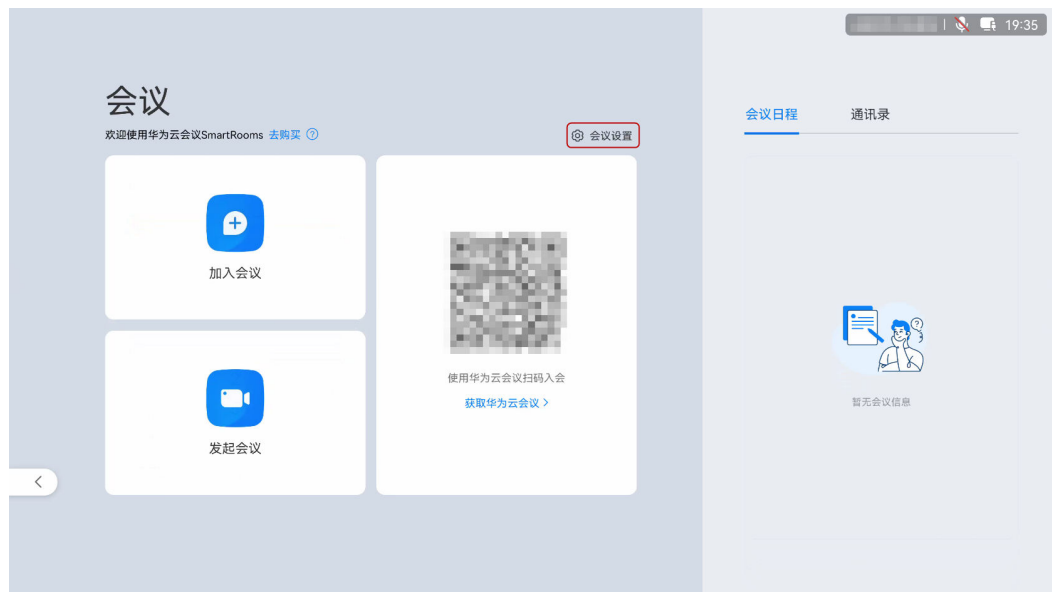 19:35
会议
欢迎使用华为云会议SmartRooms 去购买 ?
会议设置
加入会议
发起会议
使用华为云会议扫码入会
获取华为云会议 >
会议日程 通讯录
暂无会议信息